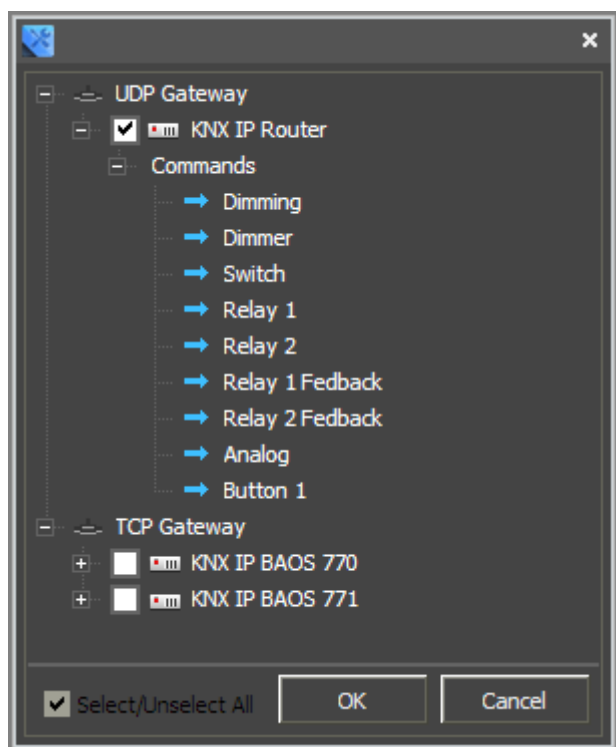 UDP Gateway
KNX IP Router
Commands
Dimming
Dimmer
Switch
Relay 1
Relay 2
Relay 1 Fedback
Relay 2 Fedback
Analog
Button 1
TCP Gateway
KNX IP BAOS 770
KNX IP BAOS 771
Select/Unselect All OK Cancel